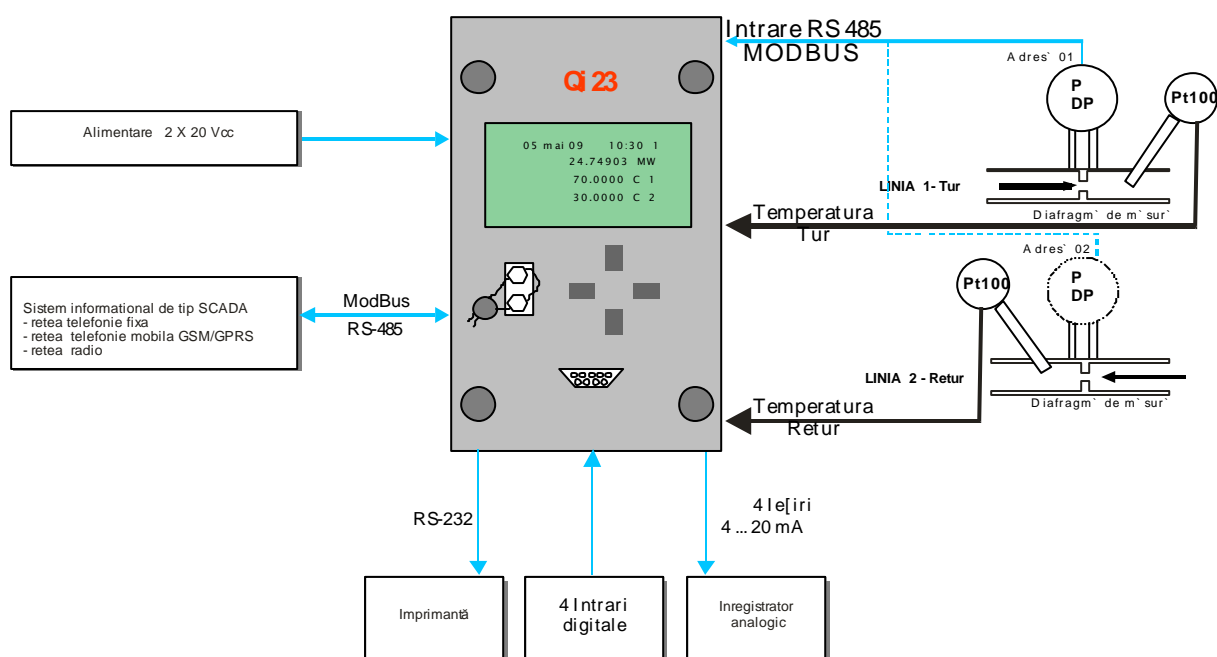 Intrare RS 485
MODBUS
Adres` 01
P
DP
Pt100
Qi 23
Alimentare 2 X 20 Vcc
05 mai 09 10:30 1
24.74903 MW
70.0000 C 1
30.0000 C 2
LINIA 1- Tur
Diafragm` de m`sur`
Temperatura
Tur
Adres` 02
Pt100
P
DP
Sistem informational de tip SCADA
- retea telefonie fixa
- retea telefonie mobila GSM/GPRS
- retea radio
ModBus
RS-485
LINIA 2 - Retur
Diafragm` de m`sur`
Temperatura
Retur
RS-232
4 Ie[iri
4 ... 20 mA
Imprimantă
4 Intrari
digitale
Inregistrator
analogic